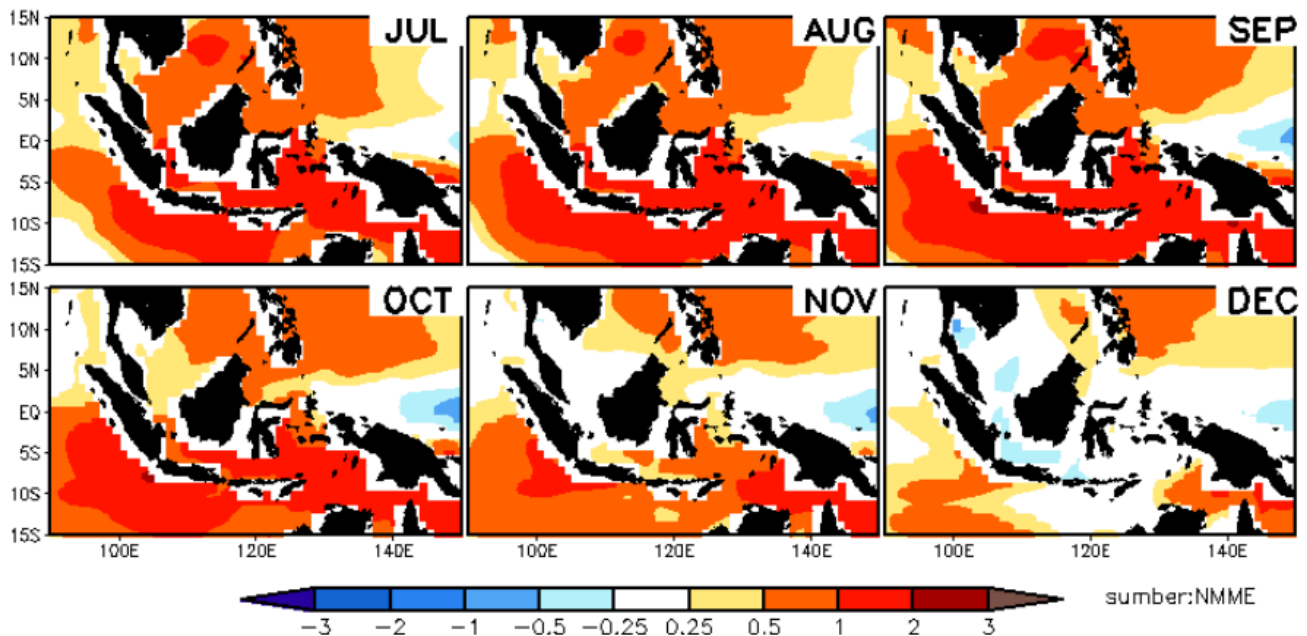 JUL AUG SEP
15N
10N
5N
EQ
5S
10S
15S
OCT NOV DEC
15N
10N
5N
EQ
5S
10S
15S
100E 120E 140E 100E 120E 140E 100E 120E 140E
-3 -2 -1 -0.5 -0.25 0.25 0.5 1 2 3
sumber:NMME